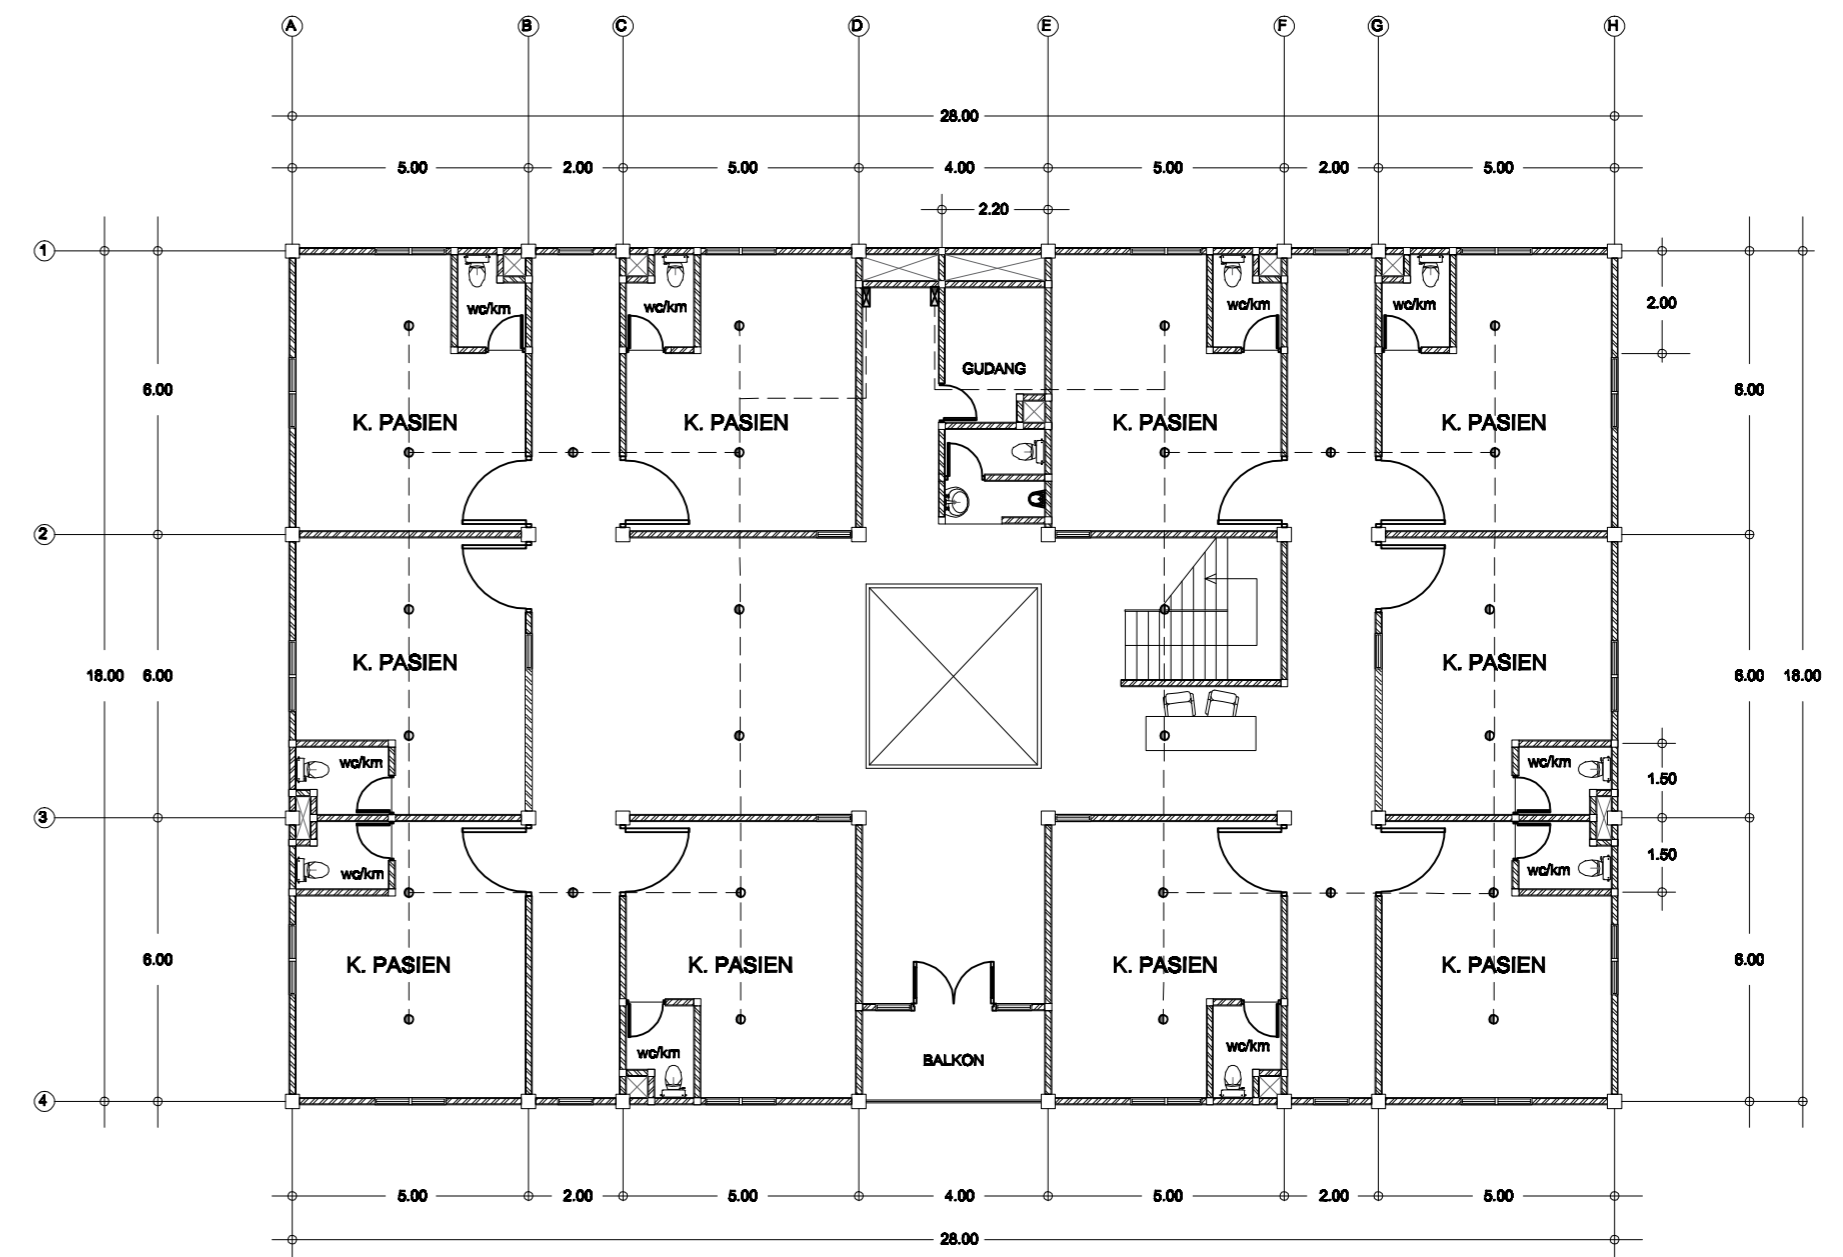 A B C D E F G H
28.00
5.00 2.00 5.00 4.00 5.00 2.00 5.00
2.20
1
wc/km wc/km wc/km wc/km
2.00
GUDANG
6.00 6.00
K. PASIEN K. PASIEN K. PASIEN K. PASIEN
2
K. PASIEN K. PASIEN
18.00 6.00 6.00 18.00
wc/km wc/km
1.50
3
1.50
wc/km wc/km
6.00 K. PASIEN K. PASIEN K. PASIEN K. PASIEN 6.00
wc/km BALKON wc/km
4
5.00 2.00 5.00 4.00 5.00 2.00 5.00
28.00